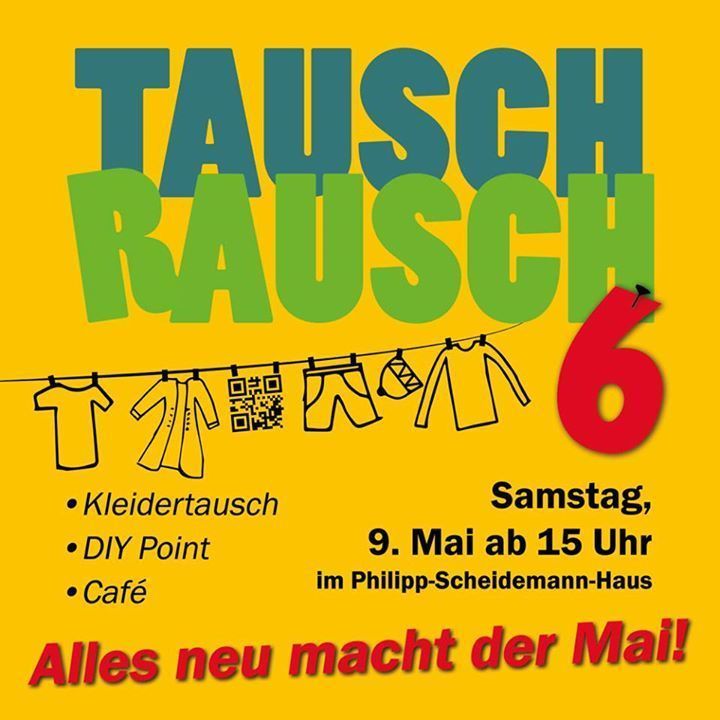 TAUSCH
RAUSCH
6
• Kleidertausch
• DIY Point
• Café
Samstag,
9. Mai ab 15 Uhr
im Philipp-Scheidemann-Haus
Alles neu macht der Mai!